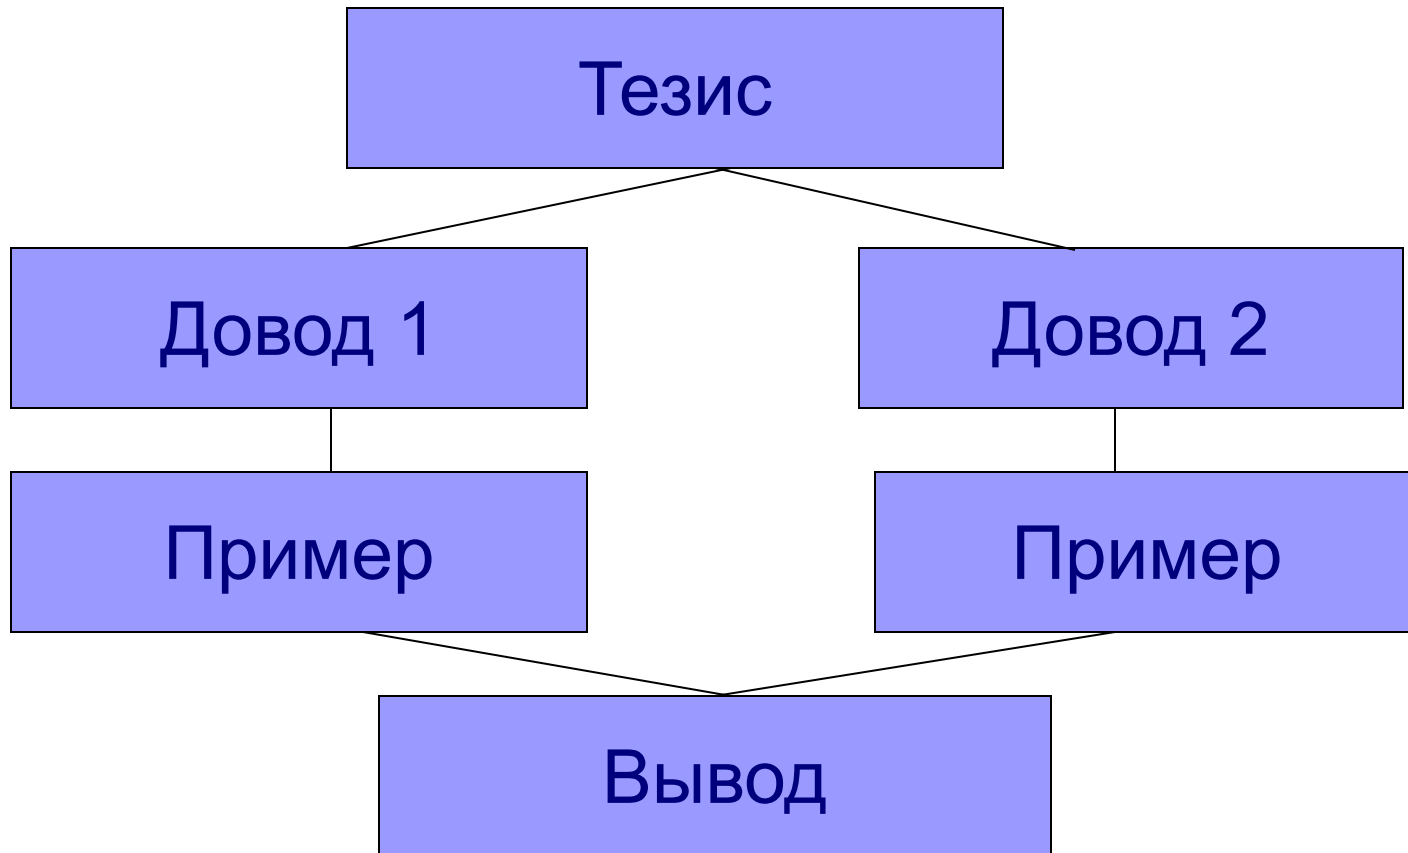 Тезис
Довод 1
Довод 2
Пример
Пример
Вывод